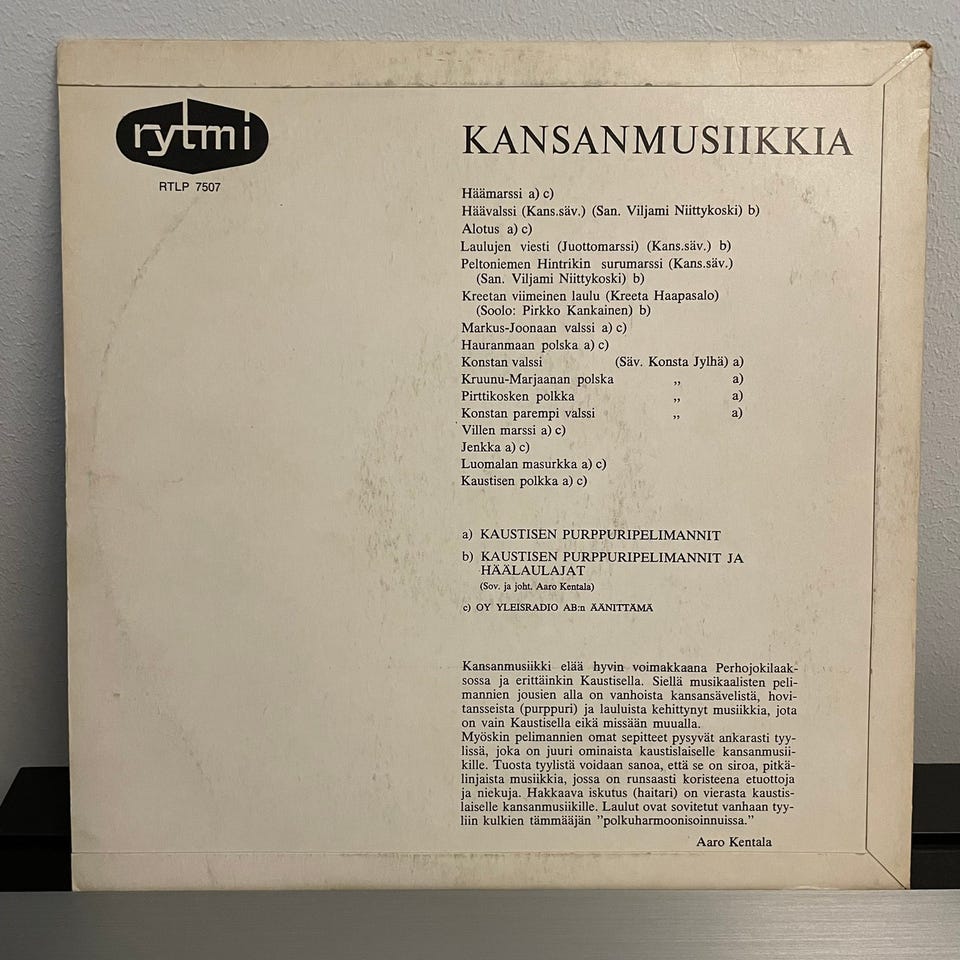 rytmi
RTLP 7507
KANSANMUSIIKKIA
Häämarssi a) c)
Häävalssi (Kans.säv.) (San. Viljami Niittykoski) b)
Alotus a) c)
Laulujen viesti (Juottomarssi) (Kans.säv.) b)
Peltoniemen Hintrikin surumarssi (Kans.säv.)
(San. Viljami Niittykoski) b)
Kreetan viimeinen laulu (Kreeta Haapasalo)
(Soolo: Pirkko Kankainen) b)
Markus-Joonaan valssi a) c)
Hauranmaan polska a) c)
Konstan valssi (Säv. Konsta Jylhä) a)
Kruunu-Marjaanan polska ,, a)
Pirttikosken polkka ,, a)
Konstan parempi valssi ,, a)
Villen marssi a) c)
Jenkka a) c)
Luomalan masurkka a) c)
Kaustisen polkka a) c)
a) KAUSTISEN PURPPURIPELIMANNIT
b) KAUSTISEN PURPPURIPELIMANNIT JA
HÄÄLAULAJAT
(Sov. ja joht. Aaro Kentala)
c) OY YLEISRADIO AB:n ÄÄNITTÄMÄ
Kansanmusiikki elää hyvin voimakkaana Perhojokilaak-
sossa ja erittäinkin Kaustisella. Siellä musikaalisten peli-
mannien jousien alla on vanhoista kansansävelistä, hovi-
tansseista (purppuri) ja lauluista kehittynyt musiikkia, jota
on vain Kaustisella eikä missään muualla.
Myöskin pelimannien omat sepitteet pysyvät ankarasti tyy-
lissä, joka on juuri ominaista kaustislaiselle kansanmusii-
kille. Tuosta tyylistä voidaan sanoa, että se on siroa, pitkä-
linjaista musiikkia, jossa on runsaasti koristeena etuottoja
ja niekuja. Hakkaava iskutus (haitari) on vierasta kaustis-
laiselle kansanmusiikille. Laulut ovat sovitetut vanhaan tyy-
liin kulkien tämmääjän "polkuharmoonisoinnuissa."
Aaro Kentala